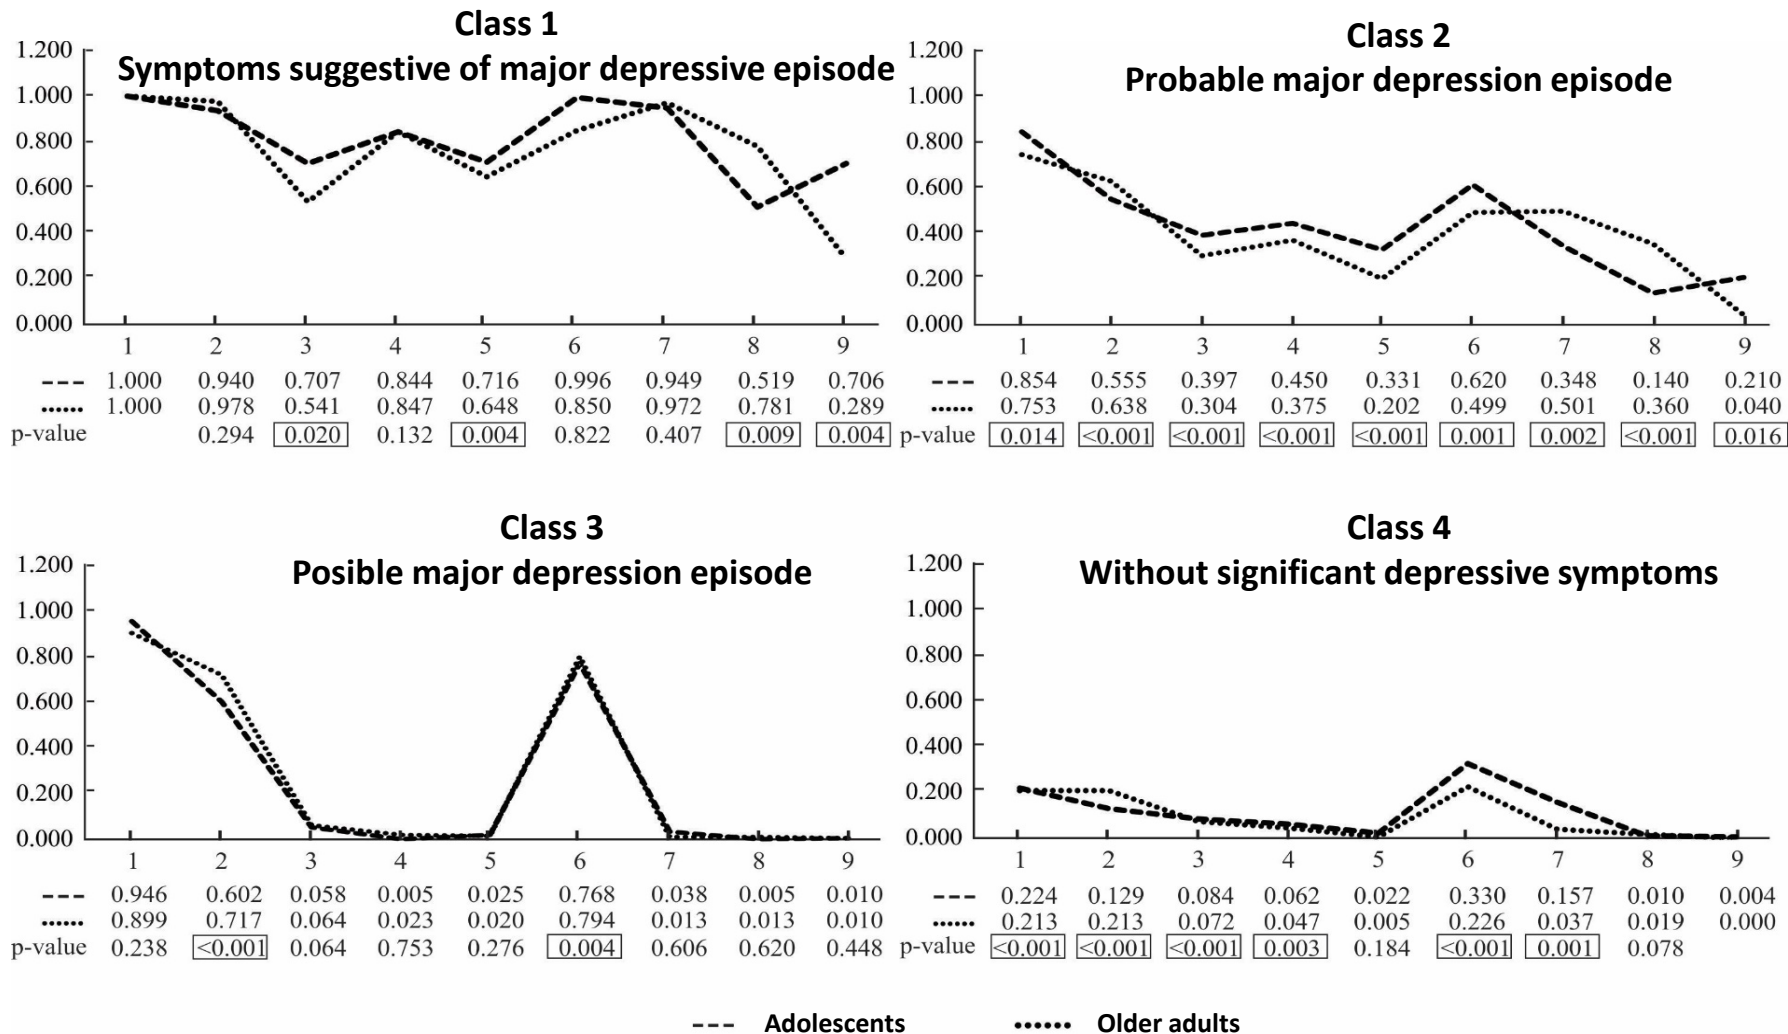 Class 1
Symptoms suggestive of major depressive episode
1.200
1.000
0.800
0.600
0.400
0.200
0.000
1 2 3 4 5 6 7 8 9
--- 1.000 0.940 0.707 0.844 0.716 0.996 0.949 0.519 0.706
....... 1.000 0.978 0.541 0.847 0.648 0.850 0.972 0.781 0.289
p-value 0.294 0.020 0.132 0.004 0.822 0.407 0.009 0.004
Class 2
Probable major depression episode
1.200
1.000
0.800
0.600
0.400
0.200
0.000
1 2 3 4 5 6 7 8 9
--- 0.854 0.555 0.397 0.450 0.331 0.620 0.348 0.140 0.210
....... 0.753 0.638 0.304 0.375 0.202 0.499 0.501 0.360 0.040
p-value 0.014 <0.001 <0.001 <0.001 <0.001 0.001 0.002 <0.001 0.016
Class 3
Posible major depression episode
1.200
1.000
0.800
0.600
0.400
0.200
0.000
1 2 3 4 5 6 7 8 9
--- 0.946 0.602 0.058 0.005 0.025 0.768 0.038 0.005 0.010
....... 0.899 0.717 0.064 0.023 0.020 0.794 0.013 0.013 0.010
p-value 0.238 <0.001 0.064 0.753 0.276 0.004 0.606 0.620 0.448
Class 4
Without significant depressive symptoms
1.200
1.000
0.800
0.600
0.400
0.200
0.000
1 2 3 4 5 6 7 8 9
--- 0.224 0.129 0.084 0.062 0.022 0.330 0.157 0.010 0.004
....... 0.213 0.213 0.072 0.047 0.005 0.226 0.037 0.019 0.000
p-value <0.001 <0.001 <0.001 0.003 0.184 <0.001 0.001 0.078
--- Adolescents ....... Older adults